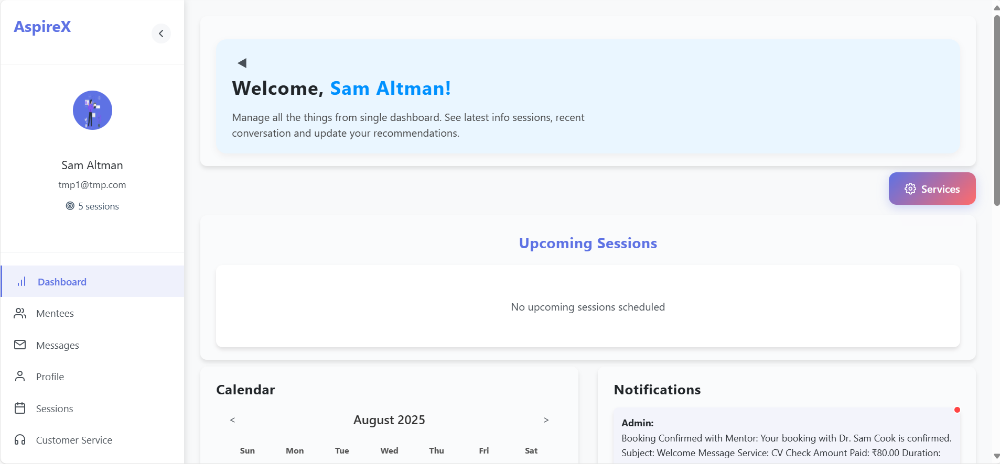 AspireX
Sam Altman
tmp1@tmp.com
5 sessions
Dashboard
Mentees
Messages
Profile
Sessions
Customer Service
Welcome, Sam Altman!
Manage all the things from single dashboard. See latest info sessions, recent
conversation and update your recommendations.
Services
Upcoming Sessions
No upcoming sessions scheduled
Calendar
< August 2025 >
Sun Mon Tue Wed Thu Fri Sat
Notifications
Admin:
Booking Confirmed with Mentor: Your booking with Dr. Sam Cook is confirmed.
Subject: Welcome Message Service: CV Check Amount Paid: ₹80.00 Duration: